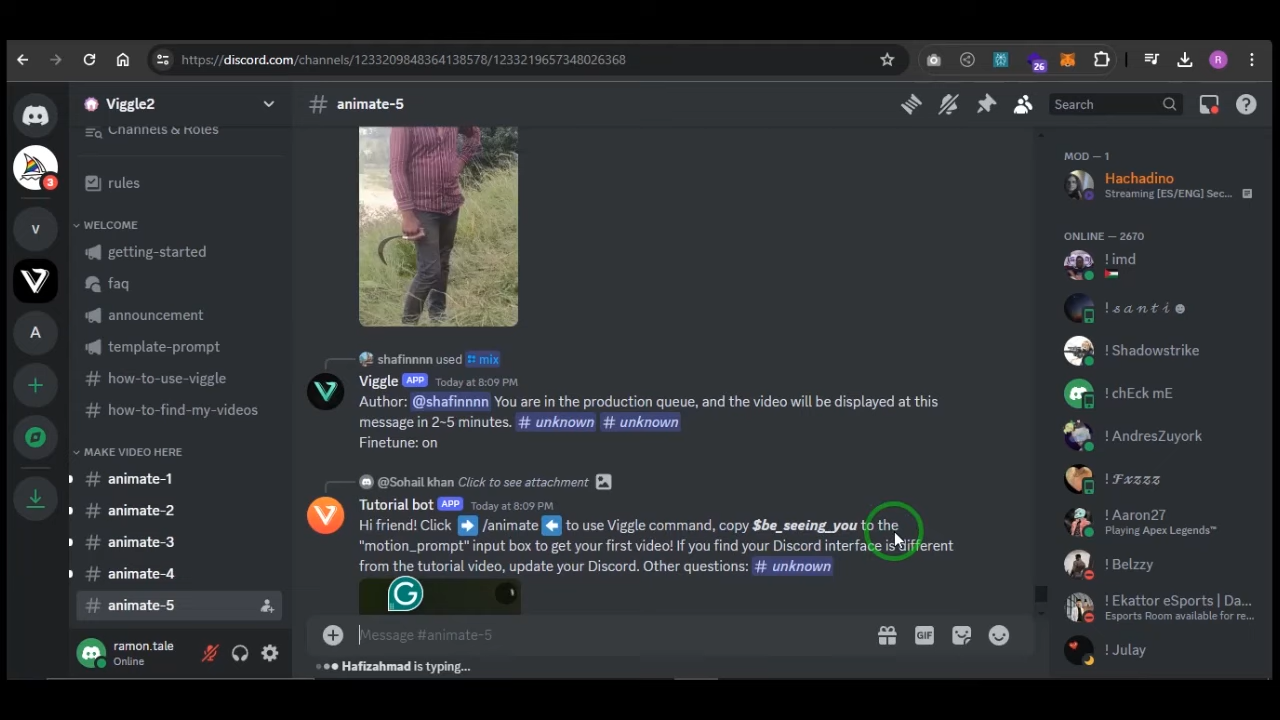 https://discord.com/channels/1233209848364138578/1233219657348026368
26
R
Viggle2
animate-5
Search
Channels & Roles
3
rules
V
WELCOME
getting-started
faq
announcement
A
template-prompt
how-to-use-viggle
how-to-find-my-videos
MAKE VIDEO HERE
animate-1
animate-2
animate-3
animate-4
animate-5
ramon.tale
Online
shafinnnn used mix
Viggle APP Today at 8:09 PM
Author: @shafinnnn You are in the production queue, and the video will be displayed at this
message in 2~5 minutes. # unknown # unknown
Finetune: on
@Sohail khan Click to see attachment
Tutorial bot APP Today at 8:09 PM
Hi friend! Click ➡ /animate ⬅ to use Viggle command, copy $be_seeing_you to the
"motion_prompt" input box to get your first video! If you find your Discord interface is different
from the tutorial video, update your Discord. Other questions: # unknown
G
Message #animate-5
GIF
Hafizahmad is typing...
MOD — 1
Hachadino
Streaming [ES/ENG] Sec...
ONLINE — 2670
! imd
! 𝓼𝓪𝓷𝓽𝓲 ☻
! Shadowstrike
! chEck mE
! AndresZuyork
! 𝓕𝔁𝔃𝔃𝔃
! Aaron27
Playing Apex Legends™
! Belzzy
! Ekattor eSports | Da...
Esports Room available for re...
! Julay